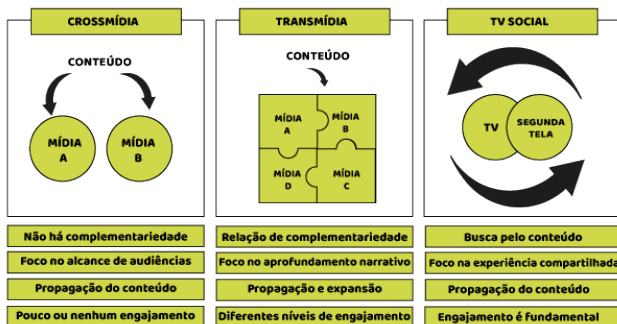 CROSSMÍDIA
CONTEÚDO
MÍDIA
A
MÍDIA
B
Não há complementariedade
Foco no alcance de audiências
Propagação do conteúdo
Pouco ou nenhum engajamento
TRANSMÍDIA
CONTEÚDO
MÍDIA
A
MÍDIA
B
MÍDIA
D
MÍDIA
C
Relação de complementariedade
Foco no aprofundamento narrativo
Propagação e expansão
Diferentes níveis de engajamento
TV SOCIAL
TV
SEGUNDA
TELA
Busca pelo conteúdo
Foco na experiência compartilhada
Propagação do conteúdo
Engajamento é fundamental